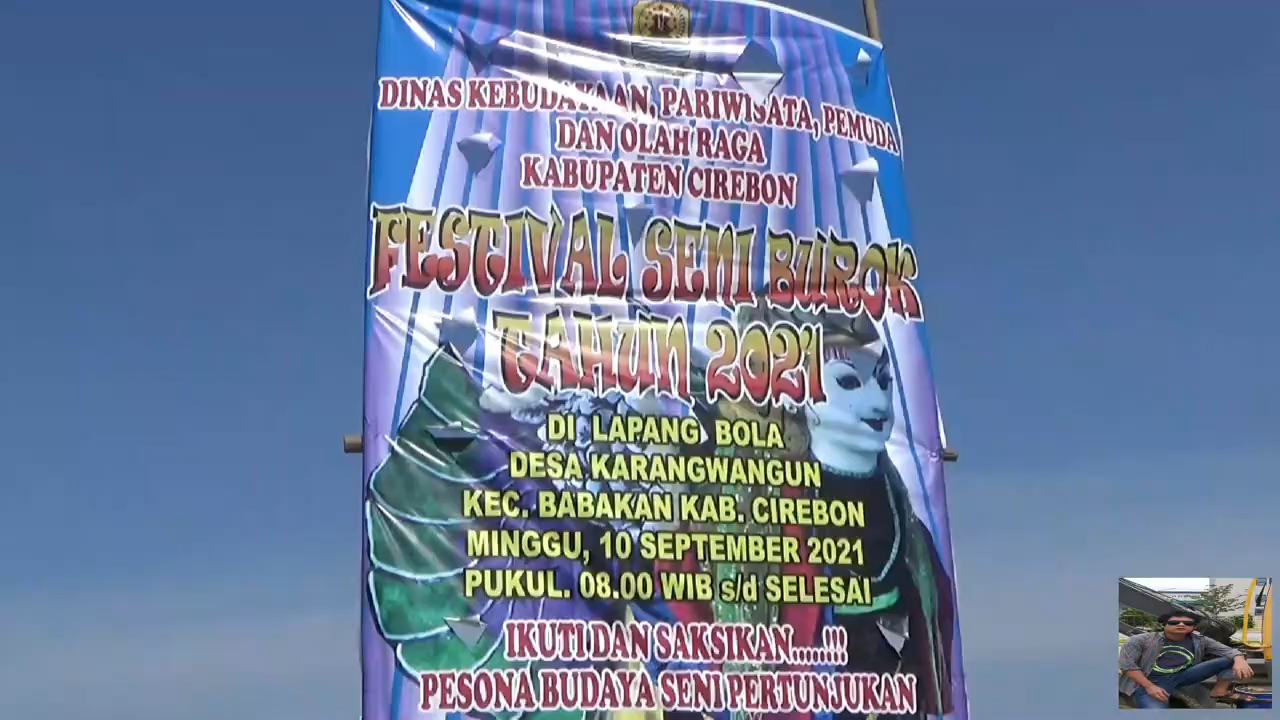 DINAS KEBUDAYAAN, PARIWISATA, PEMUDA
DAN OLAH RAGA
KABUPATEN CIREBON
FESTIVAL SENI BUROK
TAHUN 2021
DI LAPANG BOLA
DESA KARANGWANGUN
KEC. BABAKAN KAB. CIREBON
MINGGU, 10 SEPTEMBER 2021
PUKUL. 08.00 WIB s/d SELESAI
IKUTI DAN SAKSIKAN.....!!!
PESONA BUDAYA SENI PERTUNJUKAN